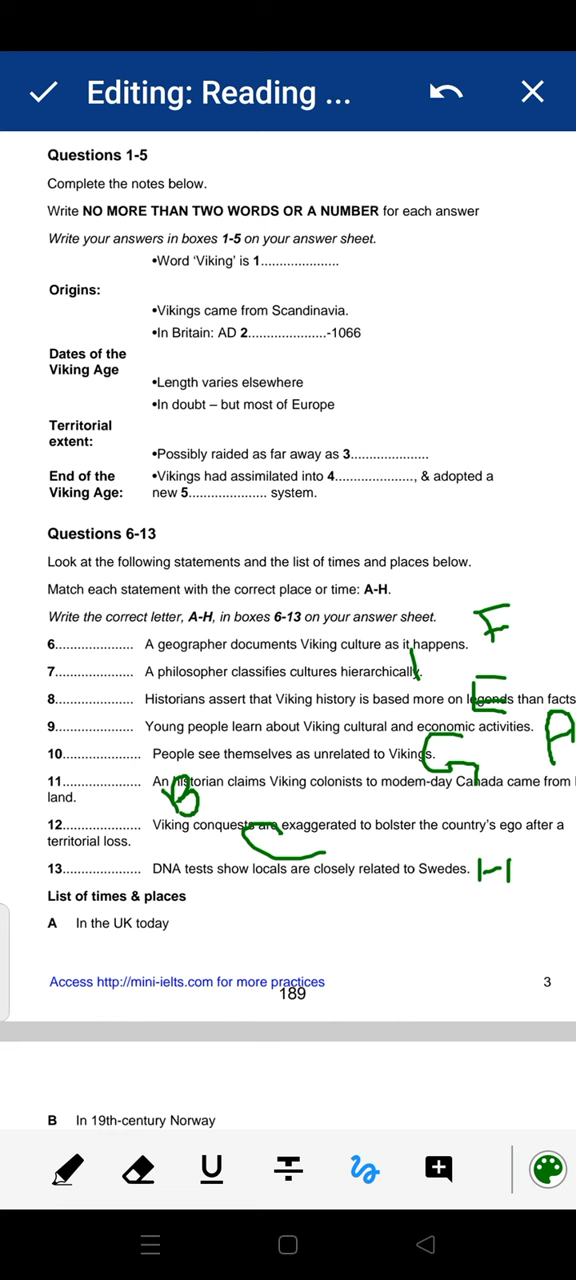 Editing: Reading ...
Questions 1-5
Complete the notes below.
Write NO MORE THAN TWO WORDS OR A NUMBER for each answer
Write your answers in boxes 1-5 on your answer sheet.
•Word ‘Viking’ is 1.....................
Origins:
•Vikings came from Scandinavia.
•In Britain: AD 2.....................-1066
Dates of the
Viking Age
•Length varies elsewhere
•In doubt – but most of Europe
Territorial
extent:
•Possibly raided as far away as 3.....................
End of the •Vikings had assimilated into 4....................., & adopted a
Viking Age: new 5..................... system.
Questions 6-13
Look at the following statements and the list of times and places below.
Match each statement with the correct place or time: A-H.
Write the correct letter, A-H, in boxes 6-13 on your answer sheet. F
6..................... A geographer documents Viking culture as it happens.
7..................... A philosopher classifies cultures hierarchically.
8..................... Historians assert that Viking history is based more on legends than facts E
9..................... Young people learn about Viking cultural and economic activities. A
10..................... People see themselves as unrelated to Vikings. G
11..................... An historian claims Viking colonists to modem-day Canada came from
land. B
12..................... Viking conquests are exaggerated to bolster the country’s ego after a
territorial loss. C
13..................... DNA tests show locals are closely related to Swedes. H
List of times & places
A In the UK today
Access http://mini-ielts.com for more practices 3
189
B In 19th-century Norway
U
T